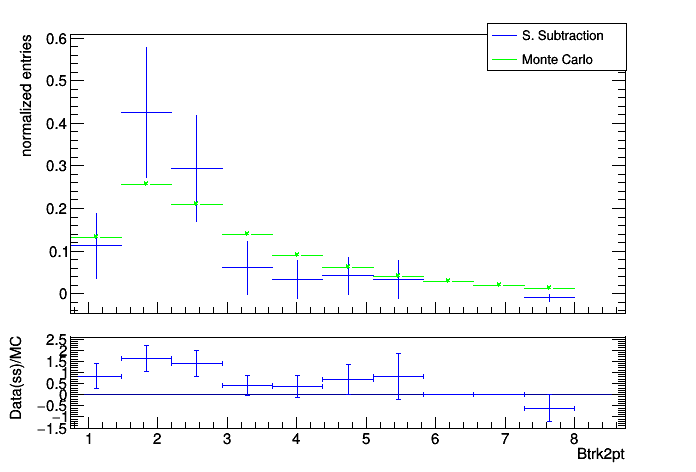 S. Subtraction
Monte Carlo
normalized entries
0.6
0.5
0.4
0.3
0.2
0.1
0
Data(ss)/MC
2.5
2
1.5
1
0.5
0
−0.5
−1
−1.5
1 2 3 4 5 6 7 8
Btrk2pt